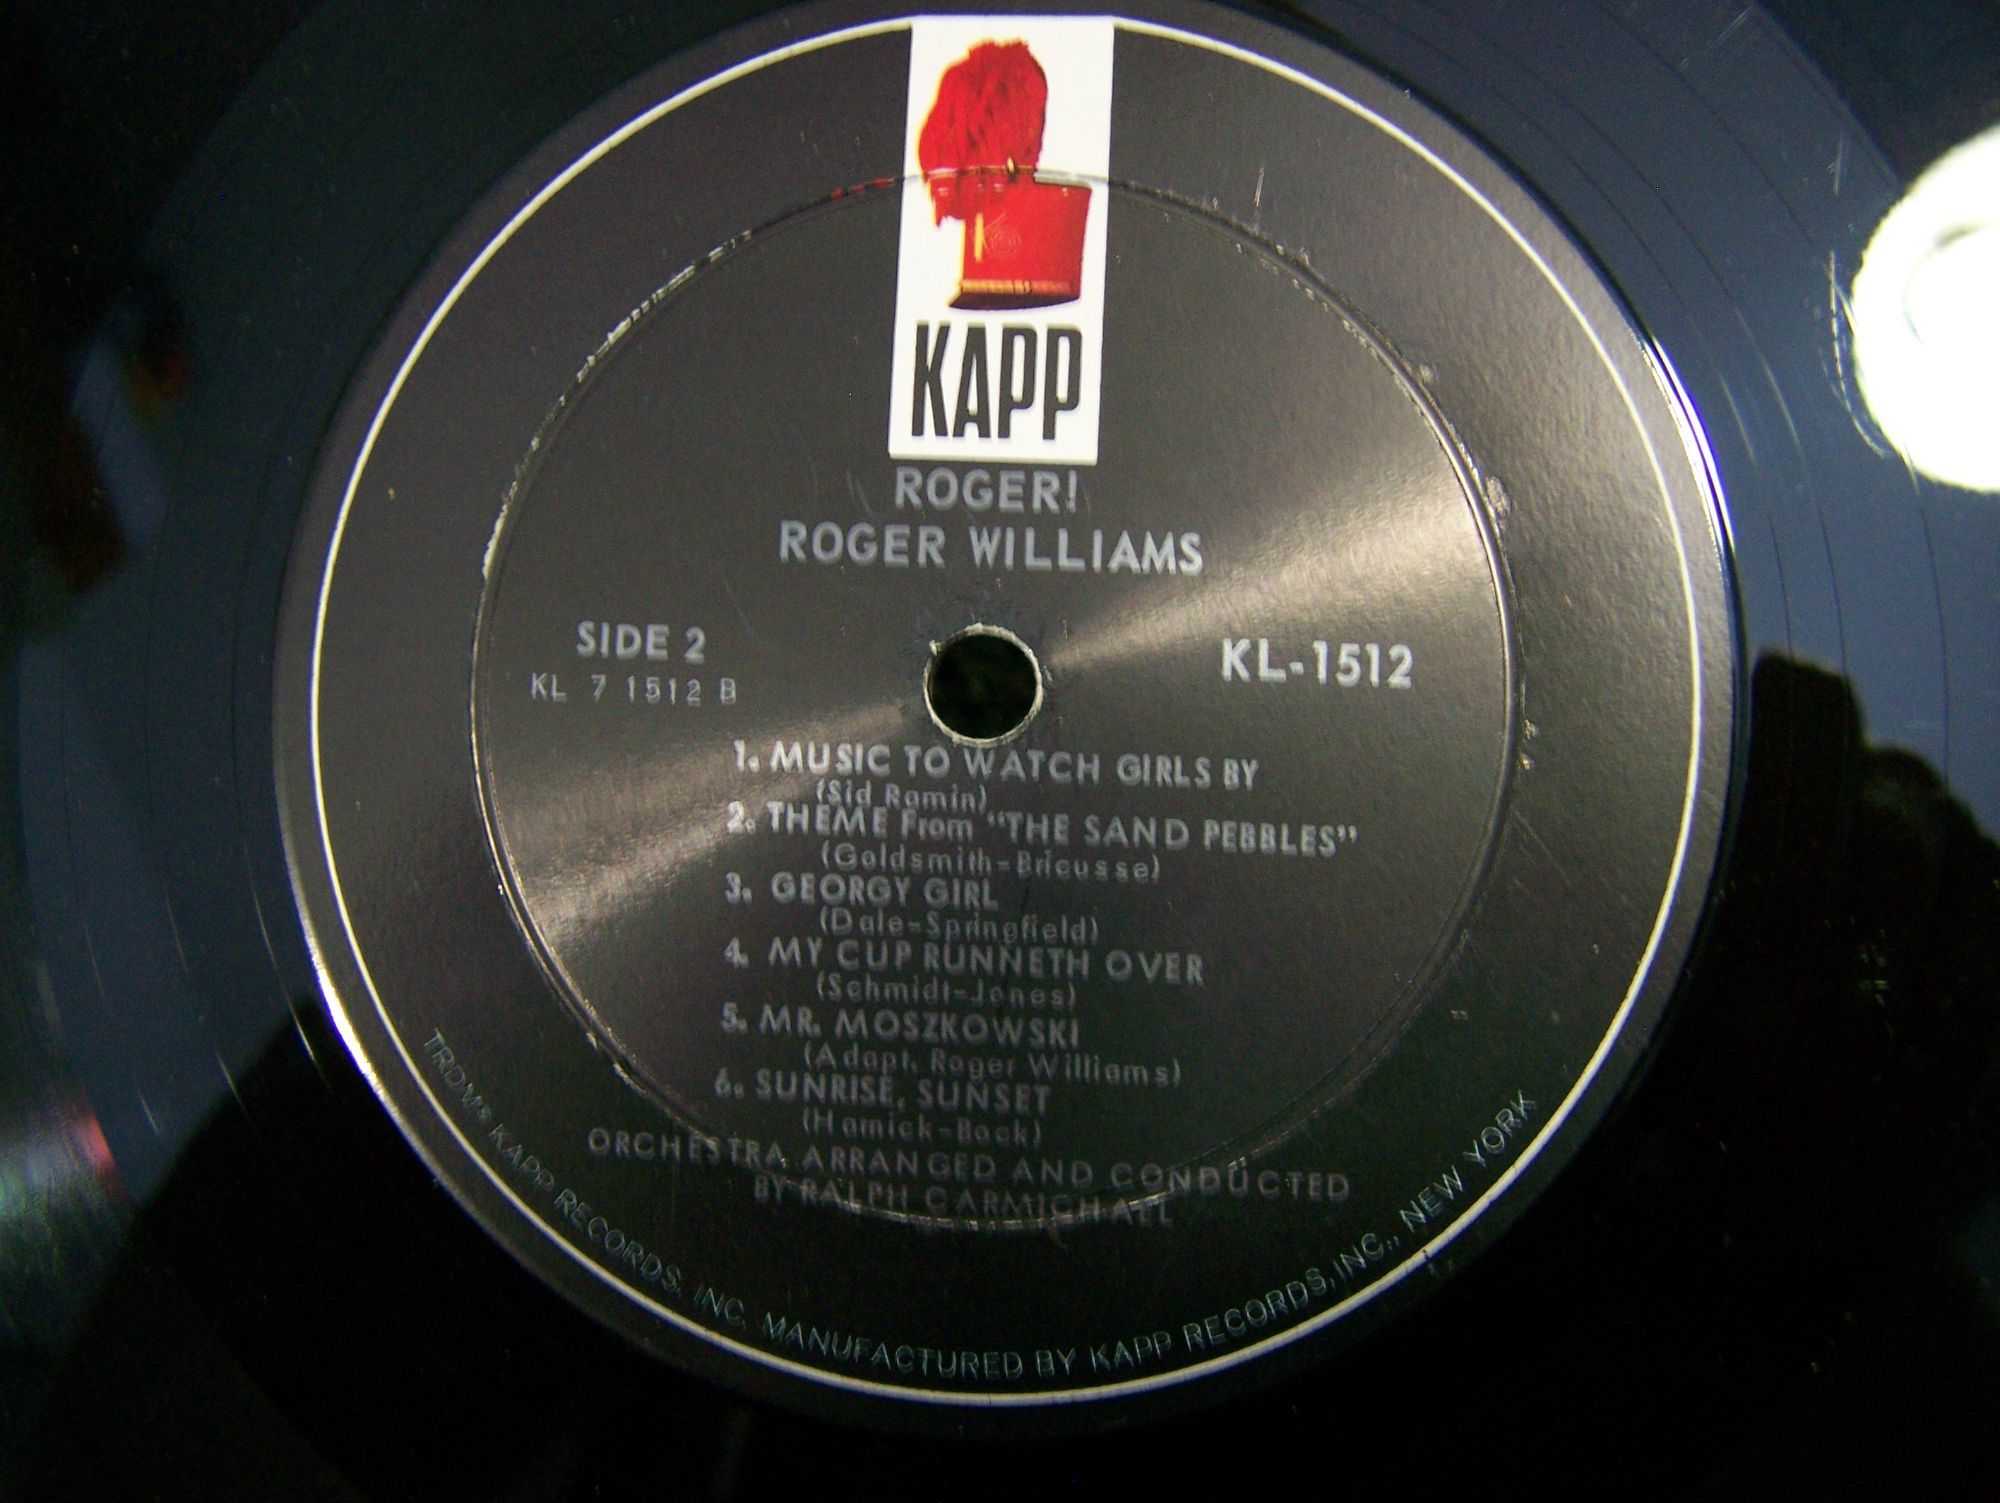 KAPP
ROGER!
ROGER WILLIAMS
SIDE 2
KL 7 1512 B
KL-1512
1. MUSIC TO WATCH GIRLS BY
(Sid Ramin)
2. THEME From "THE SAND PEBBLES"
(Goldsmith-Bricusse)
3. GEORGY GIRL
(Dale-Springfield)
4. MY CUP RUNNETH OVER
(Schmidt-Jones)
5. MR. MOSZKOWSKI
(Adapt. Roger Williams)
6. SUNRISE, SUNSET
(Harnick-Bock)
ORCHESTRA ARRANGED AND CONDUCTED
BY RALPH CARMICHAEL
TRDMK KAPP RECORDS, INC. MANUFACTURED BY KAPP RECORDS, INC., NEW YORK